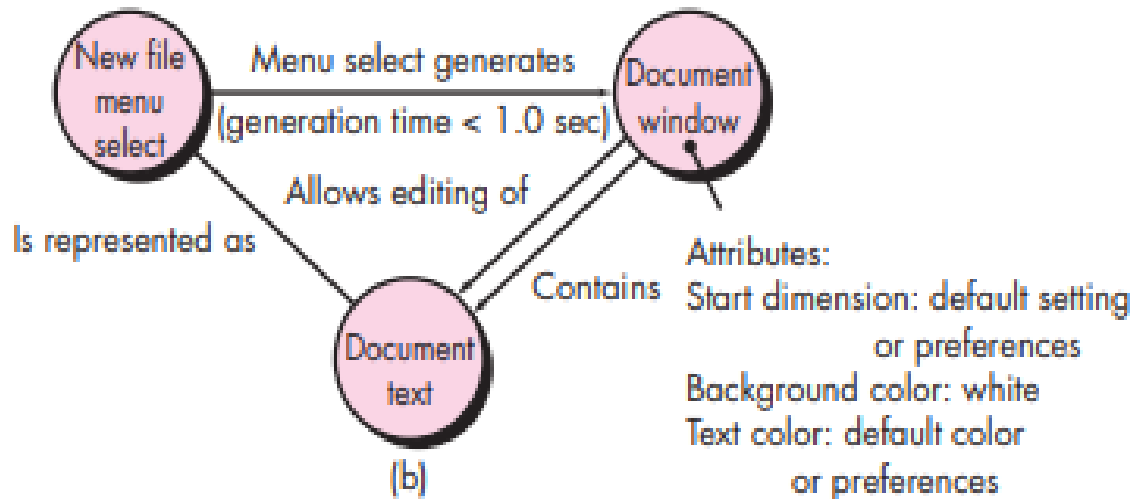 New file
menu
select
Menu select generates
(generation time < 1.0 sec)
Document
window
Allows editing of
Is represented as
Contains
Document
text
Attributes:
Start dimension: default setting
or preferences
Background color: white
Text color: default color
or preferences
(b)